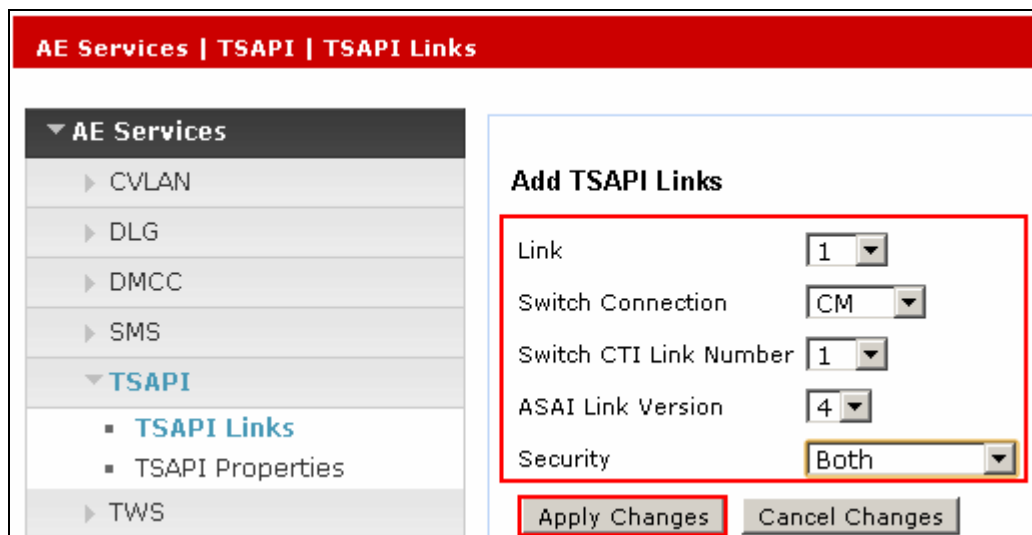 AE Services | TSAPI | TSAPI Links
AE Services
CVLAN
DLG
DMCC
SMS
TSAPI
TSAPI Links
TSAPI Properties
TWS
Add TSAPI Links
Link 1
Switch Connection CM
Switch CTI Link Number 1
ASAI Link Version 4
Security Both
Apply Changes Cancel Changes